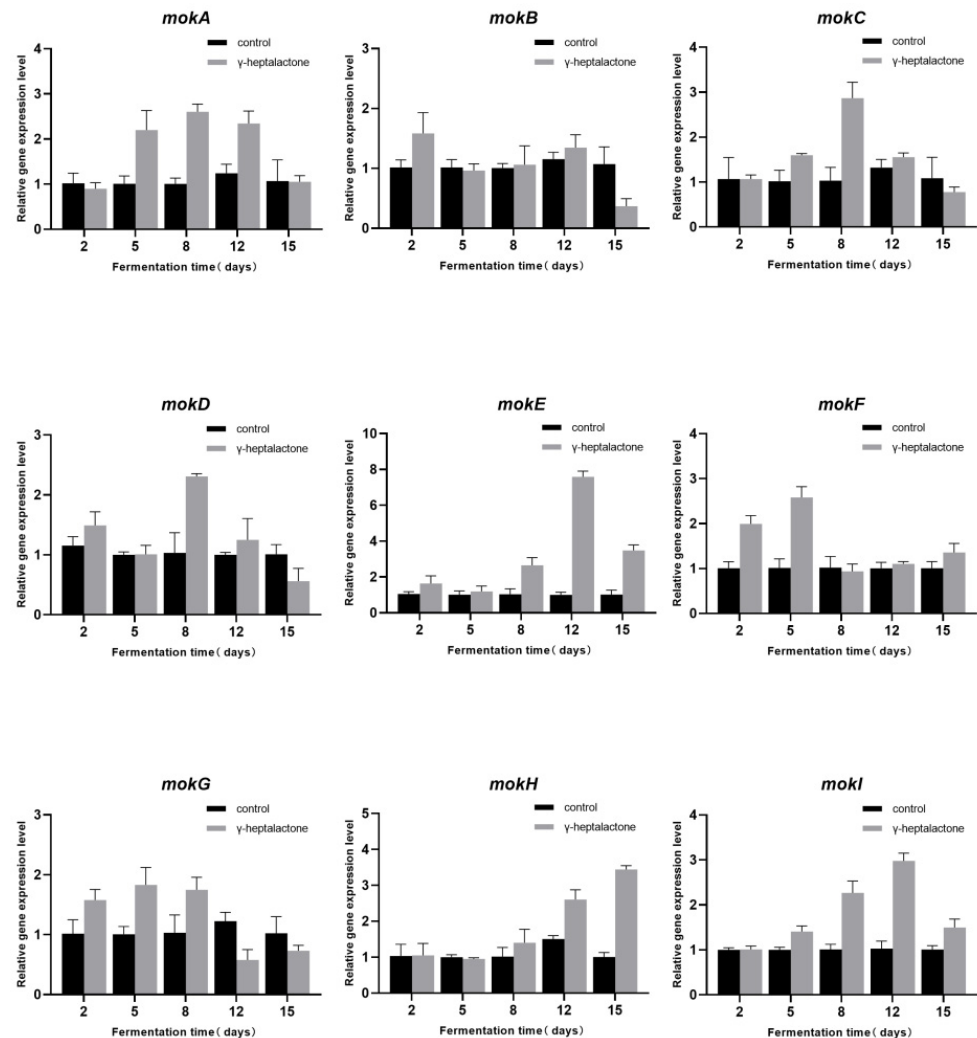 mokA
control
γ-heptalactone
Relative gene expression level
4
3
2
1
0
2 5 8 12 15
Fermentation time( days)
mokB
control
γ-heptalactone
Relative gene expression level
3
2
1
0
2 5 8 12 15
Fermentation time( days)
mokC
control
γ-heptalactone
Relative gene expression level
4
3
2
1
0
2 5 8 12 15
Fermentation time( days)
mokD
control
γ-heptalactone
Relative gene expression level
3
2
1
0
2 5 8 12 15
Fermentation time( days)
mokE
control
γ-heptalactone
Relative gene expression level
10
8
6
4
2
0
2 5 8 12 15
Fermentation time( days)
mokF
control
γ-heptalactone
Relative gene expression level
4
3
2
1
0
2 5 8 12 15
Fermentation time( days)
mokG
control
γ-heptalactone
Relative gene expression level
3
2
1
0
2 5 8 12 15
Fermentation time( days)
mokH
control
γ-heptalactone
Relative gene expression level
5
4
3
2
1
0
2 5 8 12 15
Fermentation time( days)
mokI
control
γ-heptalactone
Relative gene expression level
4
3
2
1
0
2 5 8 12 15
Fermentation time( days)